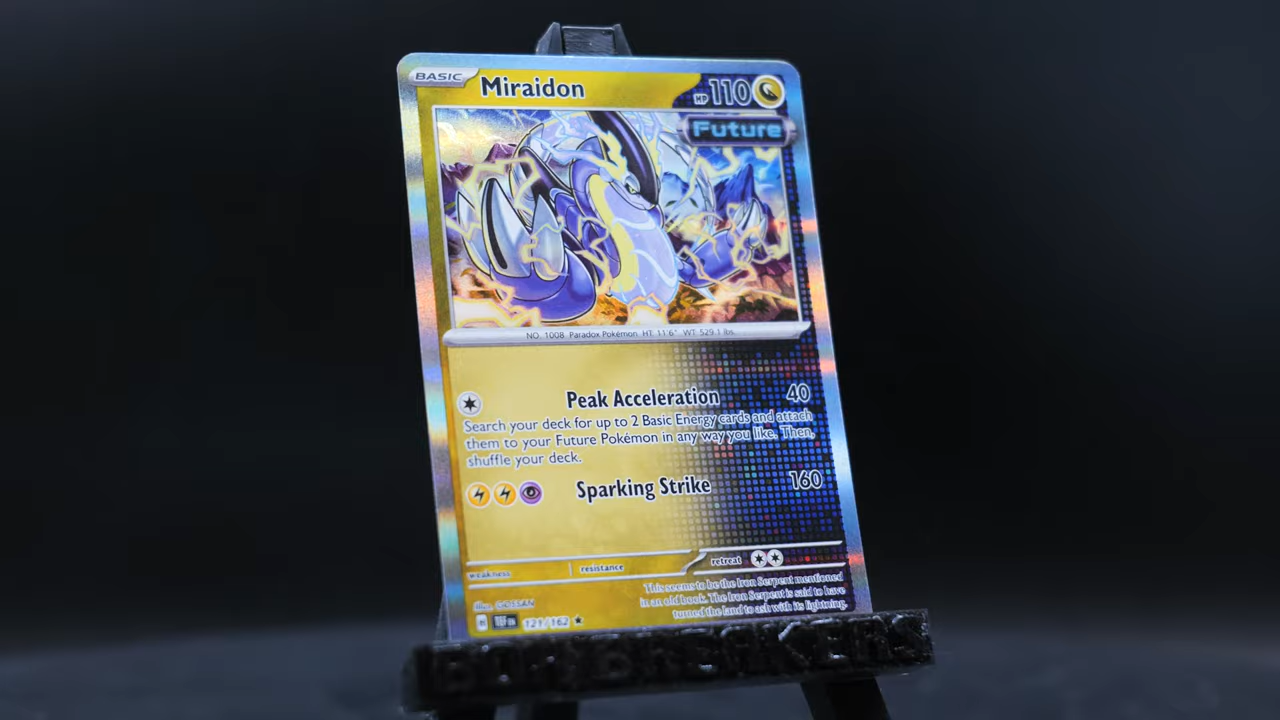 BASIC Miraidon HP 110
Future
NO. 1008 Paradox Pokémon HT: 11'6" WT: 529.1 lbs.
Peak Acceleration 40
Search your deck for up to 2 Basic Energy cards and attach
them to your Future Pokémon in any way you like. Then,
shuffle your deck.
Sparking Strike 160
weakness resistance retreat
This seems to be the Iron Serpent mentioned
in an old book. The Iron Serpent is said to have
turned the land to ash with its lightning.
Illus. GOSSAN
121/162